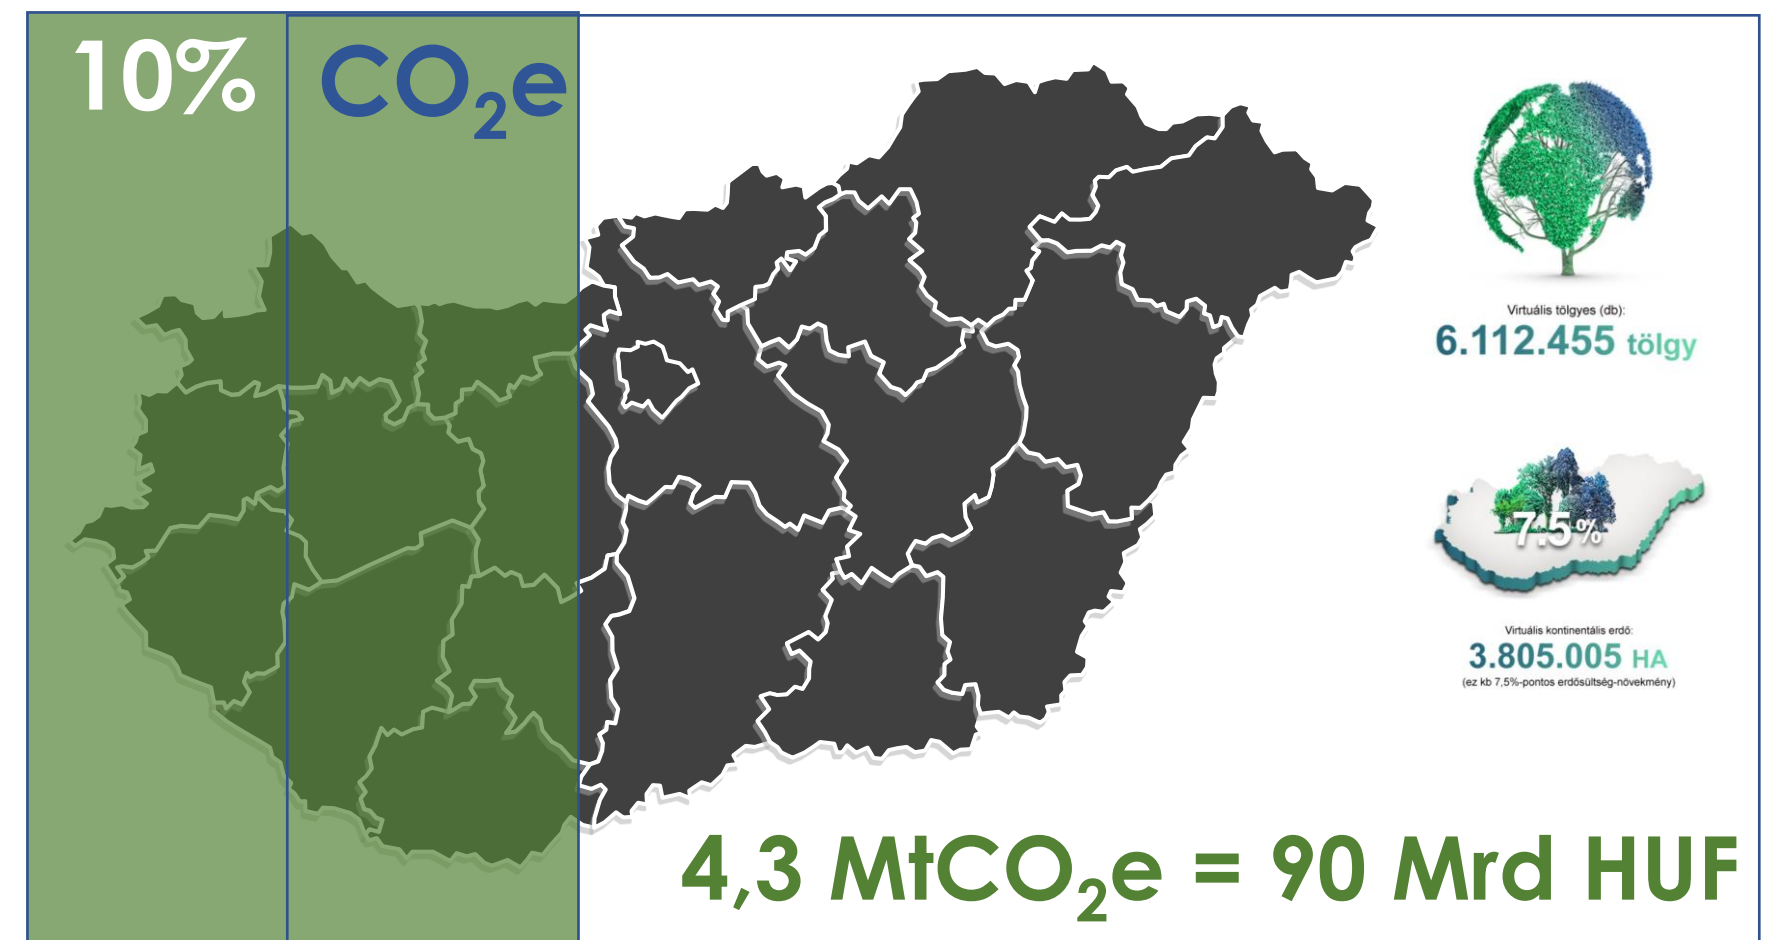 10%
CO₂e
Virtuális tölgyes (db):
6.112.455 tölgy
7.5%
Virtuális kontinentális erdő:
3.805.005 HA
(ez kb 7,5%-pontos erdősültség-növekmény)
4,3 MtCO₂e = 90 Mrd HUF